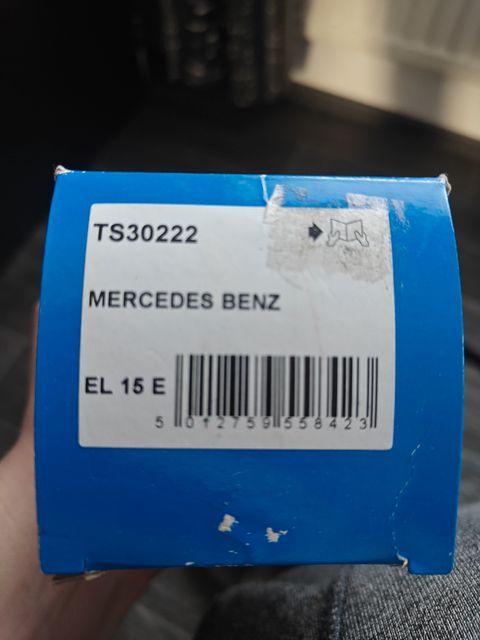 TS30222
MERCEDES BENZ
EL 15 E
5 012759 558423